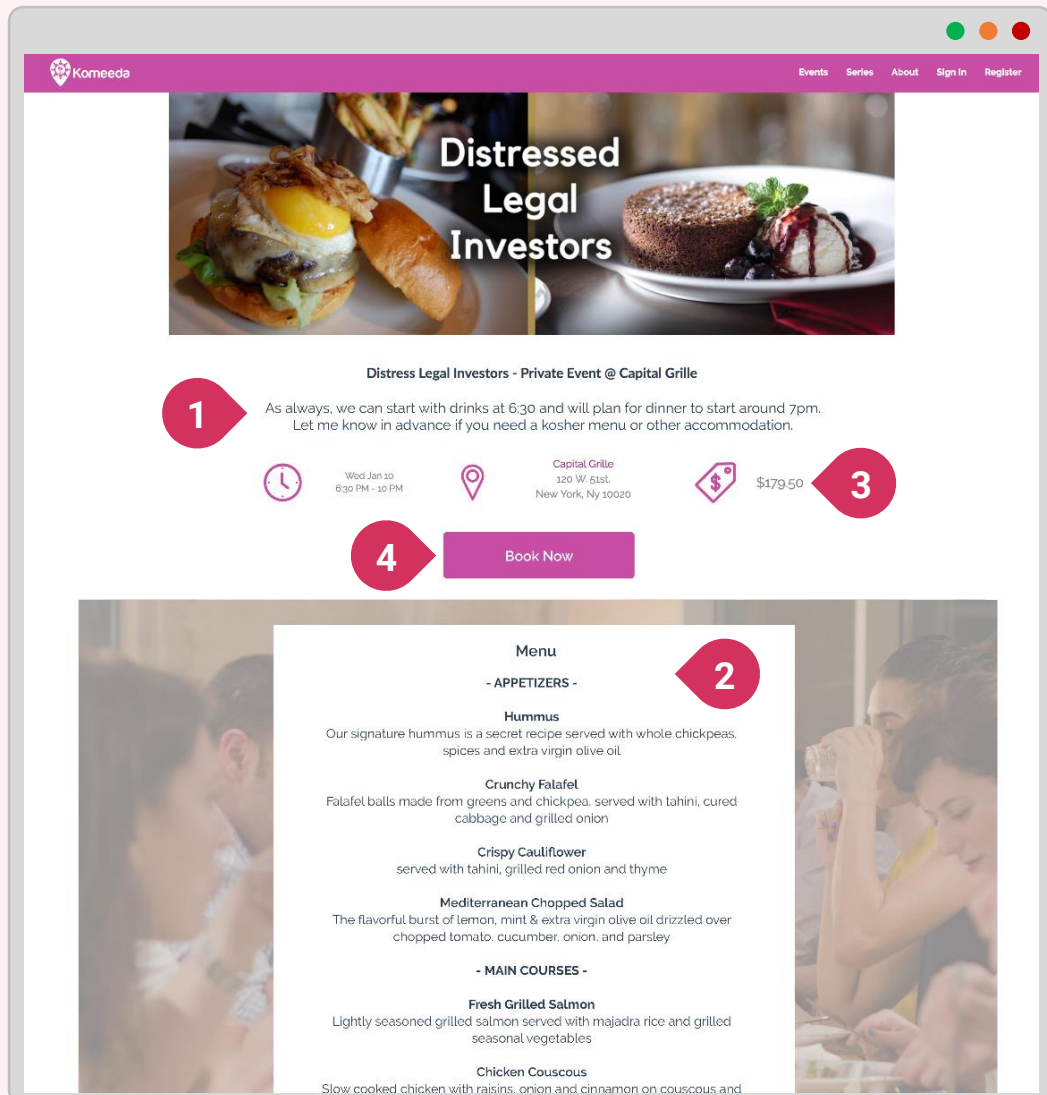 Komeeda
Events Series About Sign In Register
Distressed
Legal
Investors
Distress Legal Investors - Private Event @ Capital Grille
1
As always, we can start with drinks at 6:30 and will plan for dinner to start around 7pm.
Let me know in advance if you need a kosher menu or other accommodation.
Wed Jan 10
6:30 PM - 10 PM
Capital Grille
120 W. 51st.
New York, Ny 10020
$179.50
3
4
Book Now
Menu
2
- APPETIZERS -
Hummus
Our signature hummus is a secret recipe served with whole chickpeas.
spices and extra virgin olive oil
Crunchy Falafel
Falafel balls made from greens and chickpea. served with tahini, cured
cabbage and grilled onion
Crispy Cauliflower
served with tahini, grilled red onion and thyme
Mediterranean Chopped Salad
The flavorful burst of lemon, mint & extra virgin olive oil drizzled over
chopped tomato. cucumber, onion. and parsley
- MAIN COURSES -
Fresh Grilled Salmon
Lightly seasoned grilled salmon served with majadra rice and grilled
seasonal vegetables
Chicken Couscous
Slow cooked chicken with raisins, onion and cinnamon on couscous and